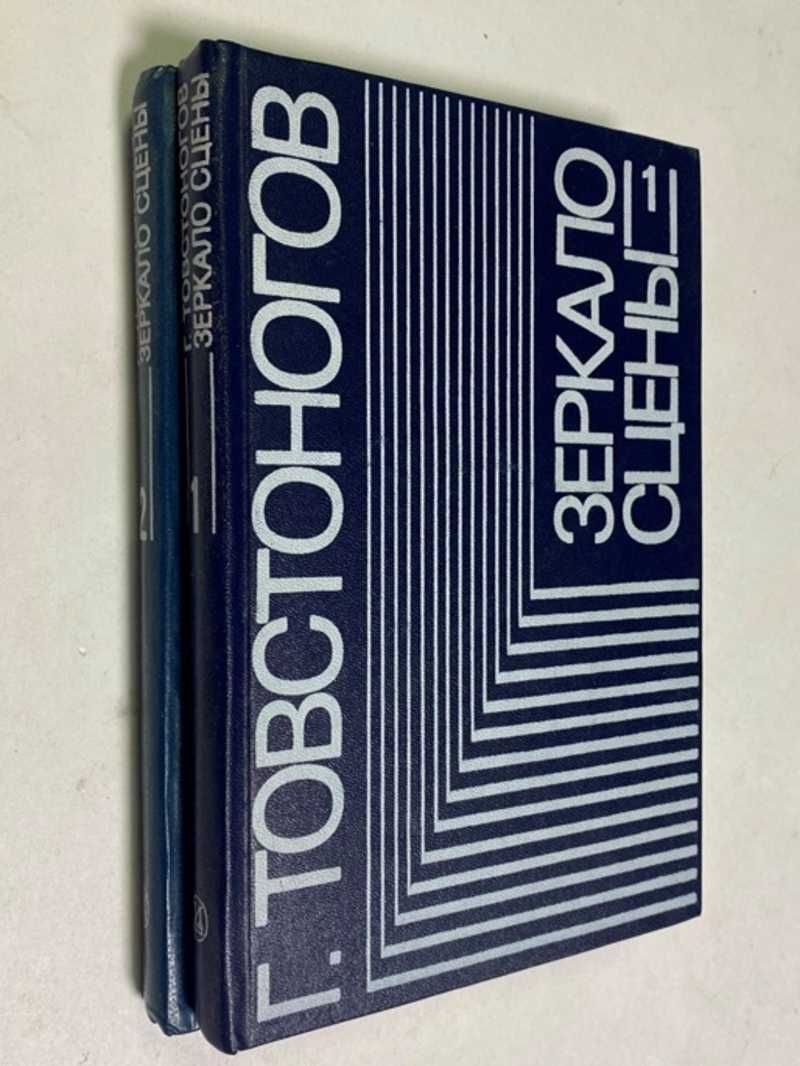 Г. ТОВСТОНОГОВ
ЗЕРКАЛО
СЦЕНЫ 1
Г. ТОВСТОНОГОВ
ЗЕРКАЛО СЦЕНЫ
1
ЗЕРКАЛО СЦЕНЫ
2